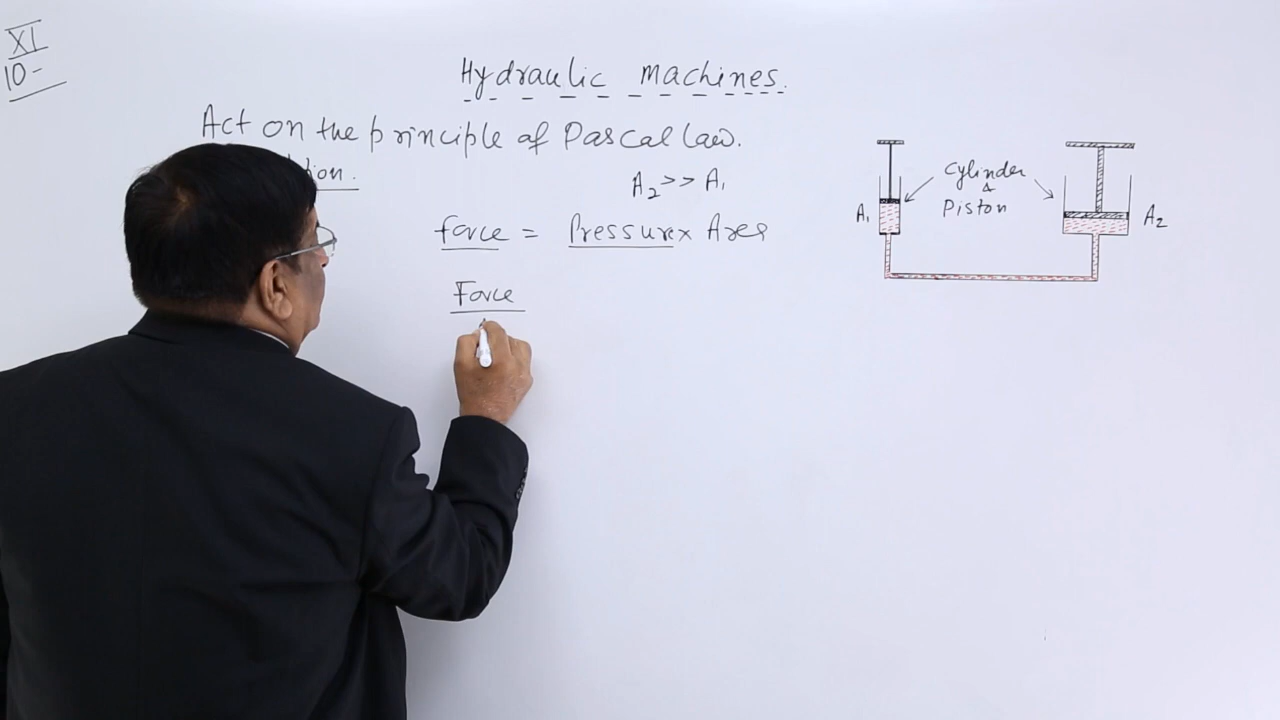 XI
10-
Hydraulic machines.
Act on the principle of Pascal law.
A₂ >> A₁
force = Pressure x Area
Force
Cylinder
&
Piston
A₁
A₂